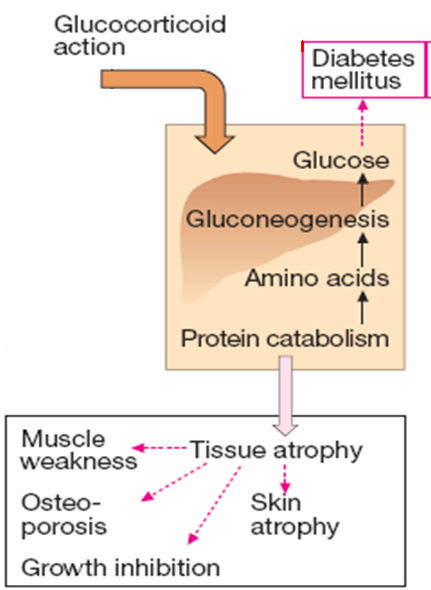 Glucocorticoid
action
Diabetes
mellitus
Glucose
Gluconeogenesis
Amino acids
Protein catabolism
Muscle
weakness
Tissue atrophy
Osteo-
porosis
Skin
atrophy
Growth inhibition